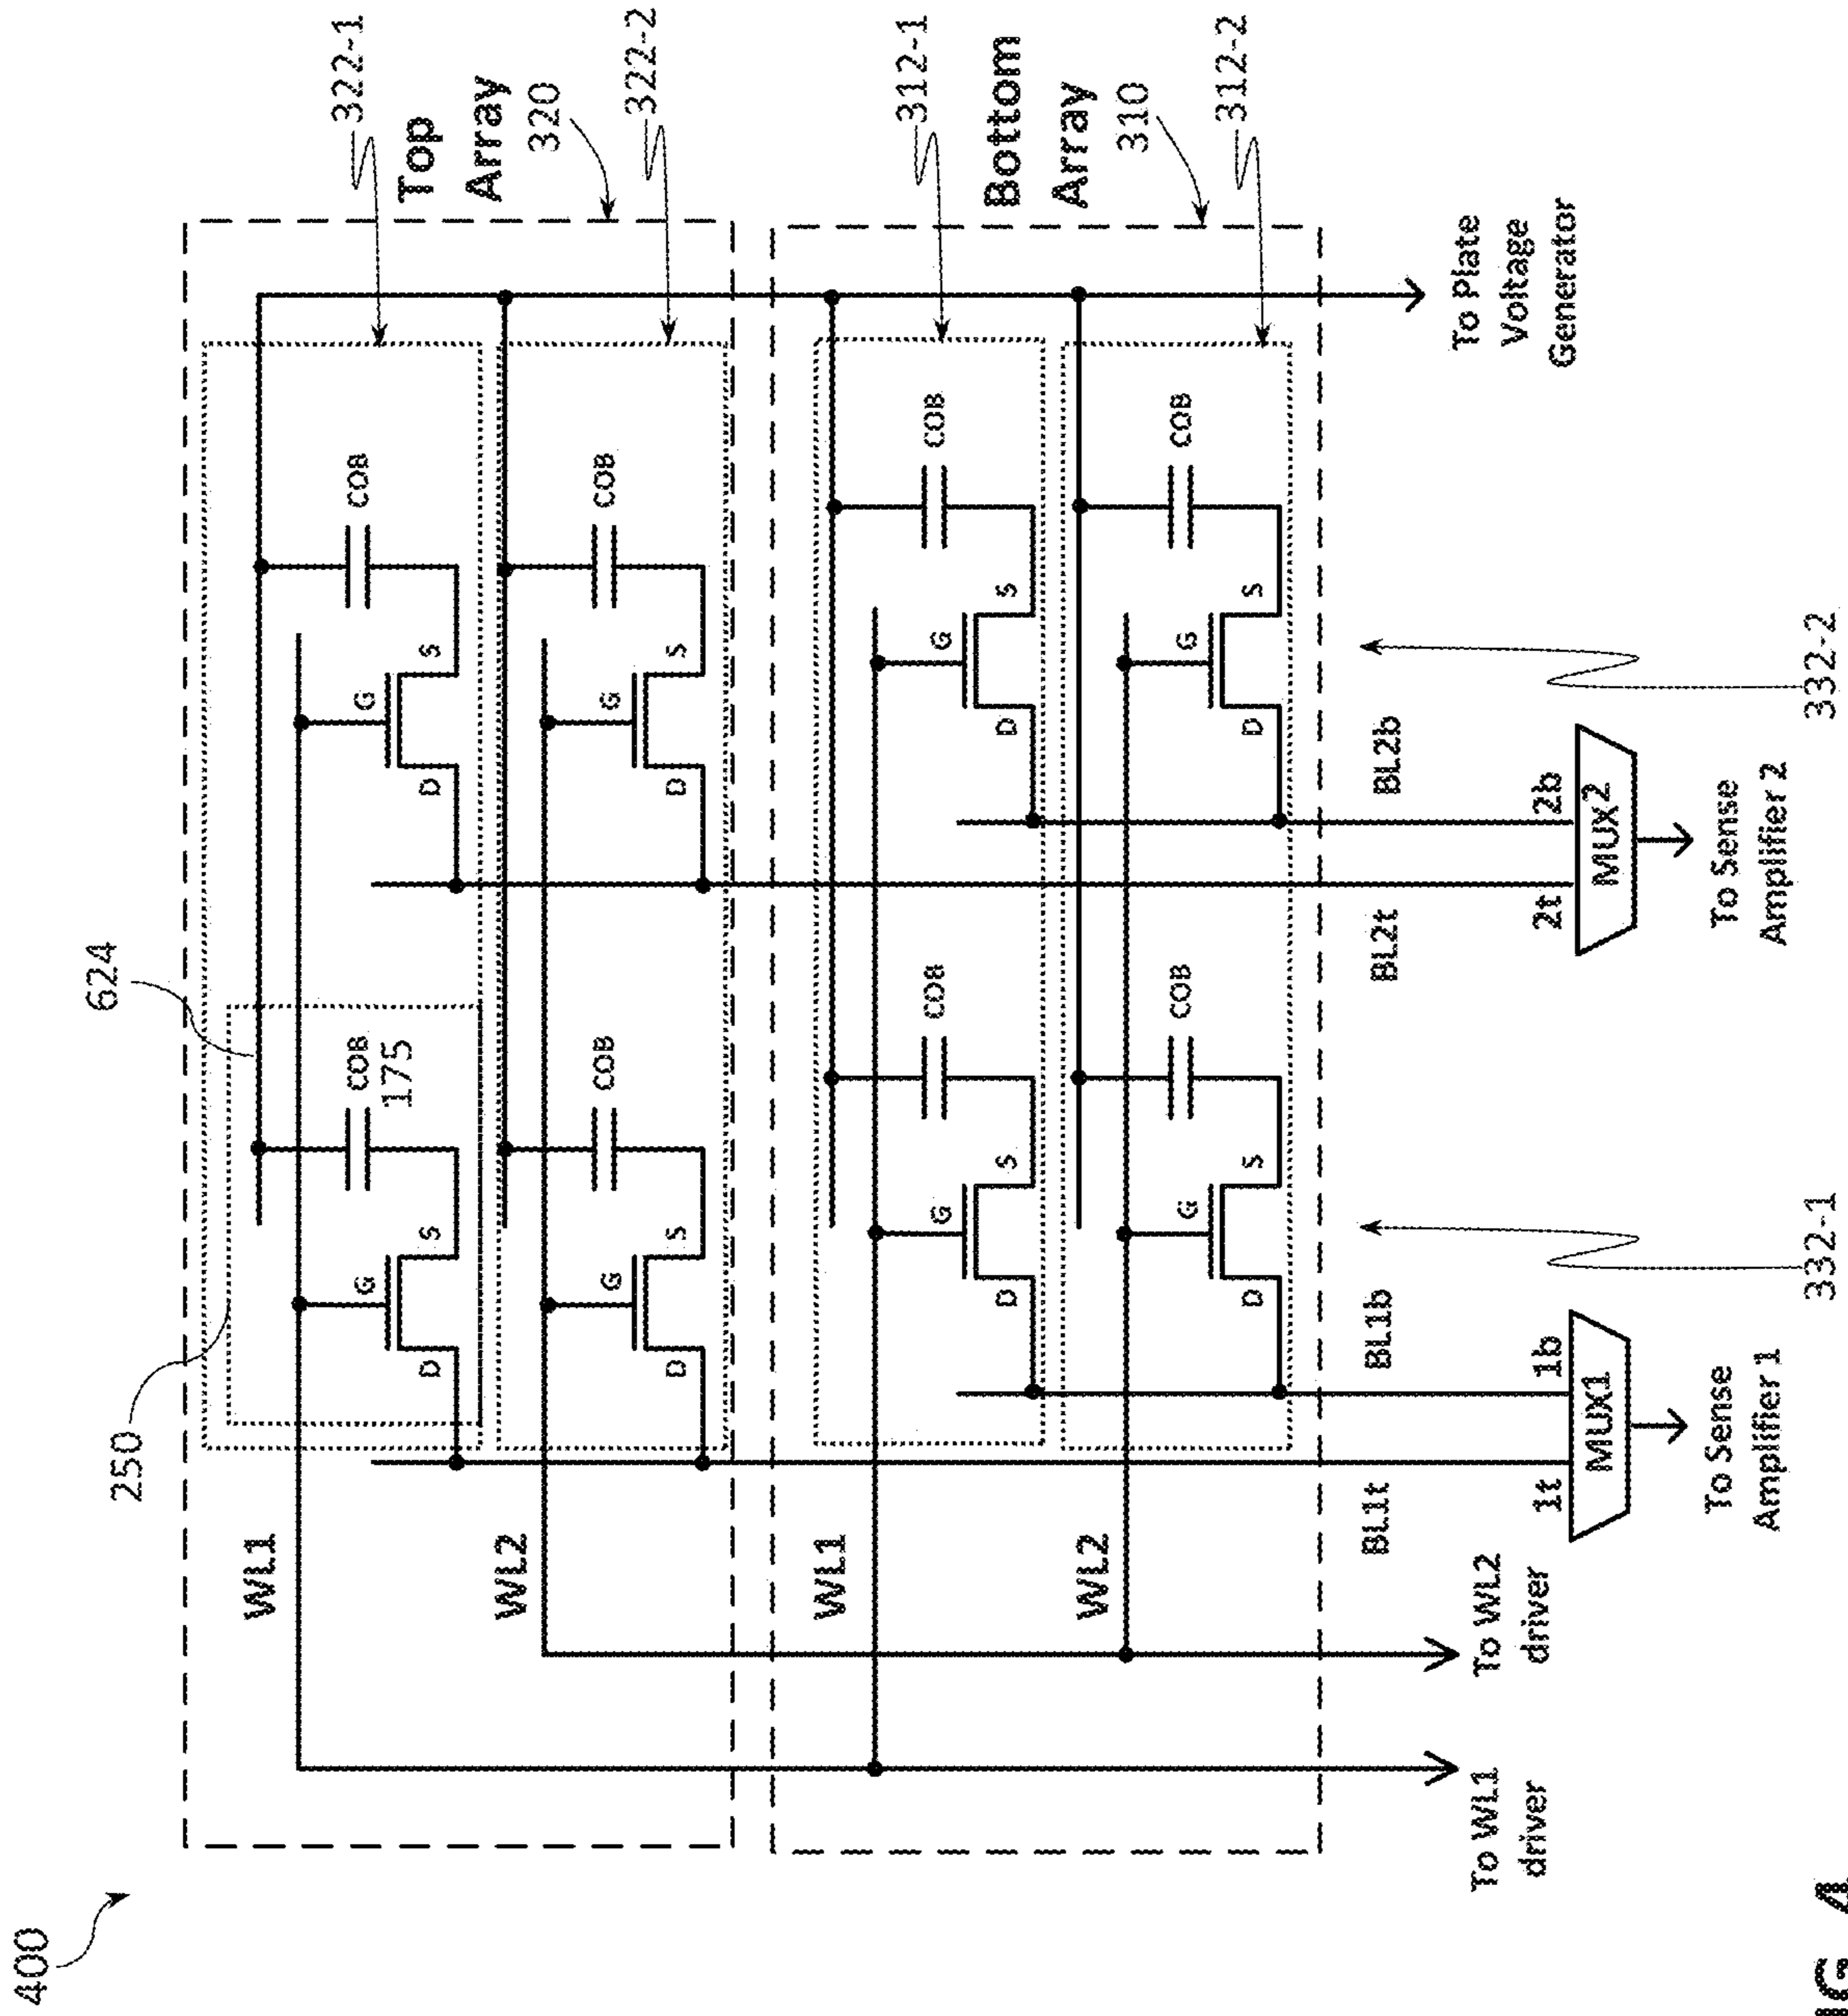 400
250
624
322-1
Top
Array
320
322-2
WL1
G
D
S
COB
175
G
D
S
COB
WL2
G
D
S
COB
G
D
S
COB
312-1
Bottom
Array
310
312-2
WL1
G
D
S
COB
G
D
S
COB
WL2
G
D
S
COB
G
D
S
COB
BL1t
BL1b
BL2t
BL2b
To WL1
driver
To WL2
driver
1t
1b
MUX1
To Sense
Amplifier 1
2t
2b
MUX2
To Sense
Amplifier 2
To Plate
Voltage
Generator
332-1
332-2